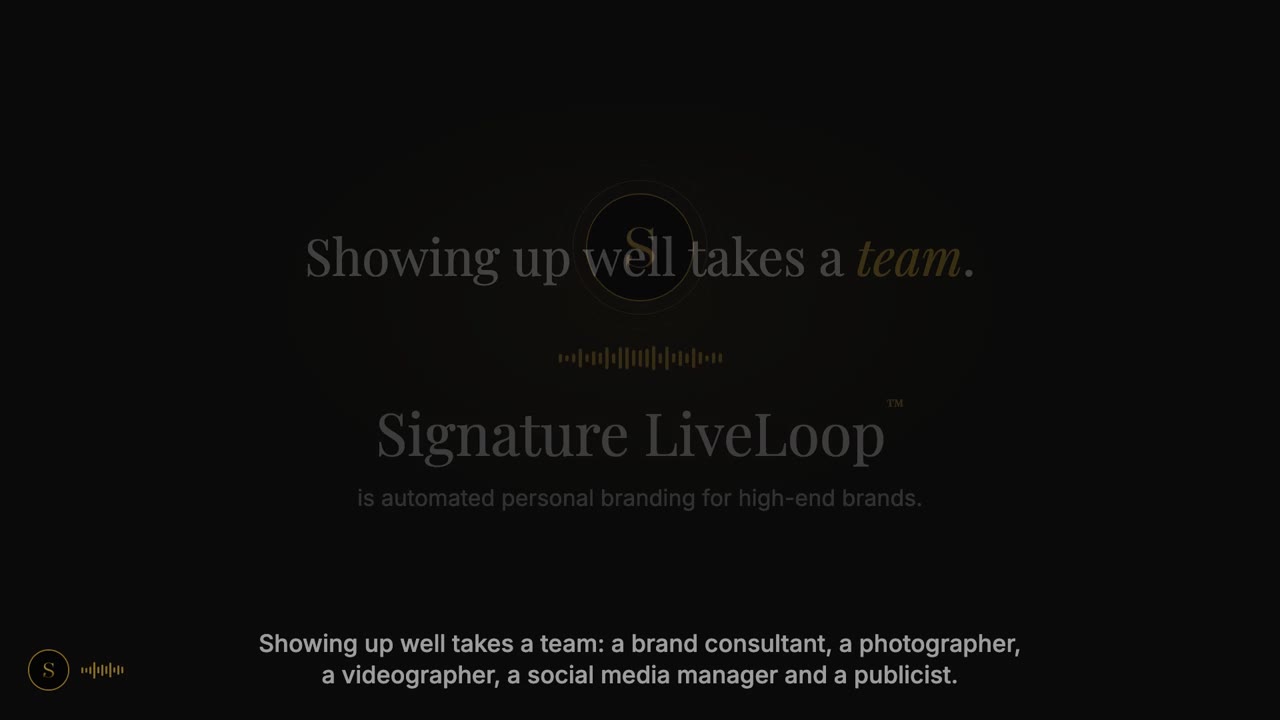 S
Showing up well takes a team.
Signature LiveLoop™
is automated personal branding for high-end brands.
Showing up well takes a team: a brand consultant, a photographer,
a videographer, a social media manager and a publicist.
S